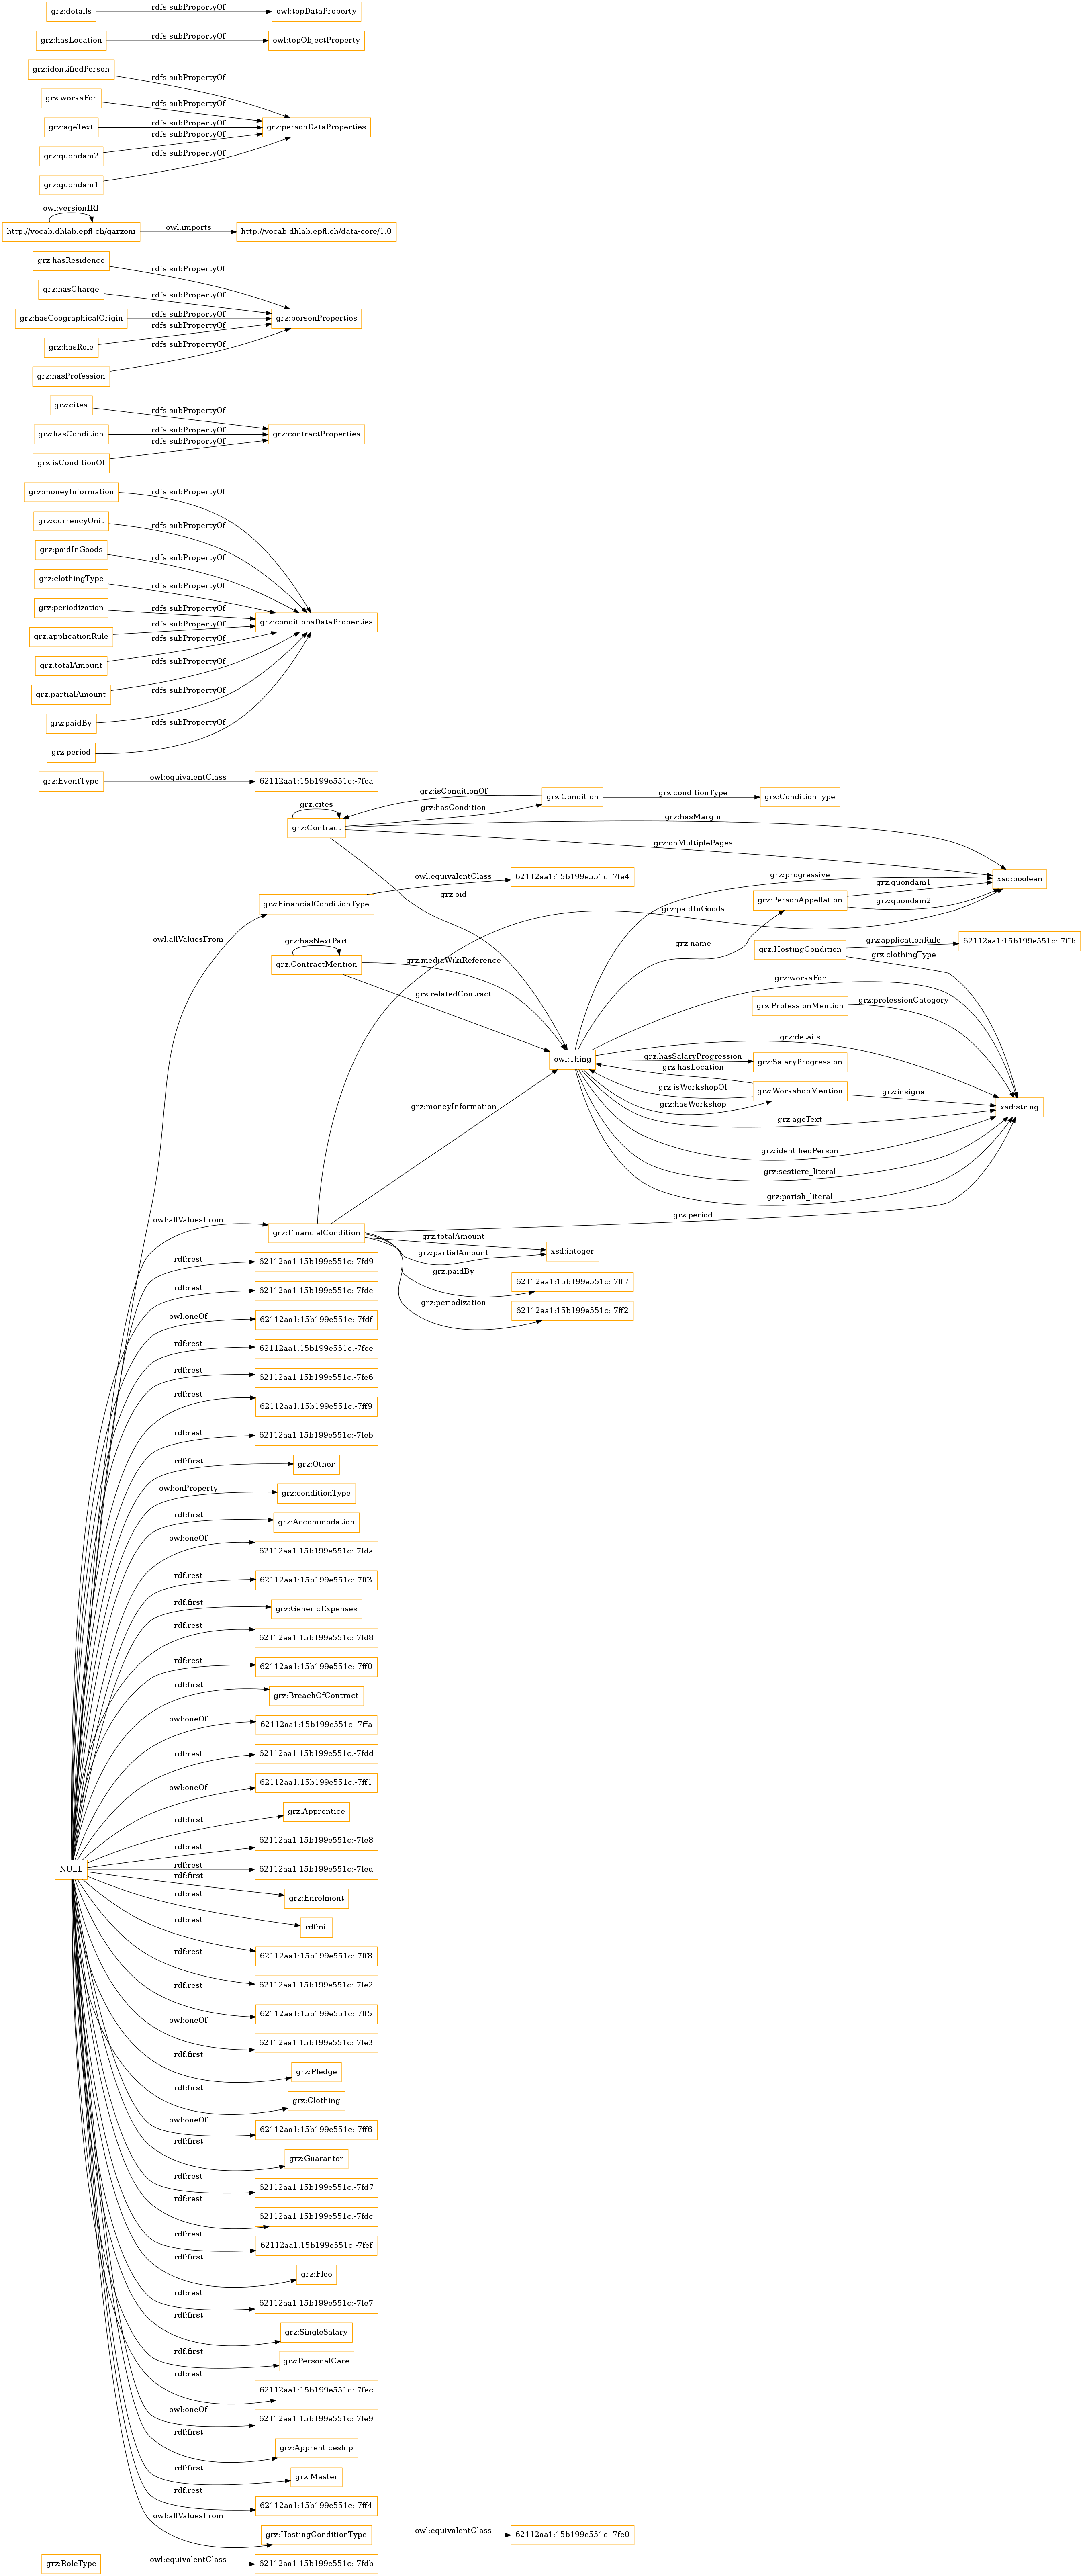 grz:details rdfs:subPropertyOf owl:topDataProperty
grz:hasLocation rdfs:subPropertyOf owl:topObjectProperty
grz:identifiedPerson rdfs:subPropertyOf
grz:worksFor rdfs:subPropertyOf
grz:ageText rdfs:subPropertyOf grz:personDataProperties
grz:quondam2 rdfs:subPropertyOf
grz:quondam1 rdfs:subPropertyOf
owl:versionIRI
http://vocab.dhlab.epfl.ch/garzoni owl:imports http://vocab.dhlab.epfl.ch/data-core/1.0
grz:hasResidence rdfs:subPropertyOf
grz:hasCharge rdfs:subPropertyOf
grz:hasGeographicalOrigin rdfs:subPropertyOf grz:personProperties
grz:hasRole rdfs:subPropertyOf
grz:hasProfession rdfs:subPropertyOf
grz:cites rdfs:subPropertyOf
grz:hasCondition rdfs:subPropertyOf grz:contractProperties
grz:isConditionOf rdfs:subPropertyOf
grz:moneyInformation rdfs:subPropertyOf
grz:currencyUnit rdfs:subPropertyOf
grz:paidInGoods rdfs:subPropertyOf
grz:clothingType rdfs:subPropertyOf
grz:periodization rdfs:subPropertyOf
grz:conditionsDataProperties
grz:applicationRule rdfs:subPropertyOf
grz:totalAmount rdfs:subPropertyOf
grz:partialAmount rdfs:subPropertyOf
grz:paidBy rdfs:subPropertyOf
grz:period rdfs:subPropertyOf
grz:EventType owl:equivalentClass 62112aa1:15b199e551c:-7fea
grz:isConditionOf grz:Condition grz:conditionType grz:ConditionType
grz:cites grz:hasCondition
grz:Contract grz:hasMargin
grz:onMultiplePages
grz:oid
owl:equivalentClass 62112aa1:15b199e551c:-7fe4
grz:progressive xsd:boolean
grz:FinancialConditionType
grz:PersonAppellation grz:quondam1
grz:quondam2
grz:paidInGoods
owl:allValuesFrom
grz:hasNextPart
grz:name
grz:HostingCondition grz:applicationRule 62112aa1:15b199e551c:-7ffb
grz:clothingType
grz:ContractMention grz:mediaWikiReference
grz:worksFor
grz:relatedContract
grz:ProfessionMention grz:professionCategory
grz:details
owl:Thing grz:hasSalaryProgression grz:SalaryProgression
grz:hasLocation
grz:isWorkshopOf grz:WorkshopMention grz:insigna
grz:hasWorkshop
grz:moneyInformation xsd:string
grz:ageText
grz:identifiedPerson
grz:sestiere_literal
grz:parish_literal
owl:allValuesFrom grz:period
grz:FinancialCondition grz:totalAmount
grz:partialAmount xsd:integer
rdf:rest 62112aa1:15b199e551c:-7fd9
grz:paidBy 62112aa1:15b199e551c:-7ff7
rdf:rest 62112aa1:15b199e551c:-7fde
grz:periodization 62112aa1:15b199e551c:-7ff2
owl:oneOf 62112aa1:15b199e551c:-7fdf
rdf:rest 62112aa1:15b199e551c:-7fee
rdf:rest 62112aa1:15b199e551c:-7fe6
rdf:rest 62112aa1:15b199e551c:-7ff9
rdf:rest 62112aa1:15b199e551c:-7feb
rdf:first grz:Other
owl:onProperty grz:conditionType
rdf:first grz:Accommodation
owl:oneOf 62112aa1:15b199e551c:-7fda
rdf:rest 62112aa1:15b199e551c:-7ff3
rdf:first grz:GenericExpenses
rdf:rest 62112aa1:15b199e551c:-7fd8
rdf:rest 62112aa1:15b199e551c:-7ff0
rdf:first grz:BreachOfContract
owl:oneOf 62112aa1:15b199e551c:-7ffa
rdf:rest 62112aa1:15b199e551c:-7fdd
owl:oneOf 62112aa1:15b199e551c:-7ff1
rdf:first grz:Apprentice
rdf:rest 62112aa1:15b199e551c:-7fe8
NULL rdf:rest 62112aa1:15b199e551c:-7fed
rdf:first grz:Enrolment
rdf:rest rdf:nil
rdf:rest 62112aa1:15b199e551c:-7ff8
rdf:rest 62112aa1:15b199e551c:-7fe2
rdf:rest 62112aa1:15b199e551c:-7ff5
owl:oneOf 62112aa1:15b199e551c:-7fe3
rdf:first grz:Pledge
rdf:first grz:Clothing
owl:oneOf 62112aa1:15b199e551c:-7ff6
rdf:first grz:Guarantor
rdf:rest 62112aa1:15b199e551c:-7fd7
rdf:rest 62112aa1:15b199e551c:-7fdc
rdf:rest 62112aa1:15b199e551c:-7fef
rdf:first grz:Flee
rdf:rest 62112aa1:15b199e551c:-7fe7
rdf:first grz:SingleSalary
rdf:first grz:PersonalCare
rdf:rest 62112aa1:15b199e551c:-7fec
owl:oneOf 62112aa1:15b199e551c:-7fe9
rdf:first grz:Apprenticeship
rdf:first grz:Master
rdf:rest 62112aa1:15b199e551c:-7ff4
owl:allValuesFrom grz:HostingConditionType owl:equivalentClass 62112aa1:15b199e551c:-7fe0
grz:RoleType owl:equivalentClass 62112aa1:15b199e551c:-7fdb